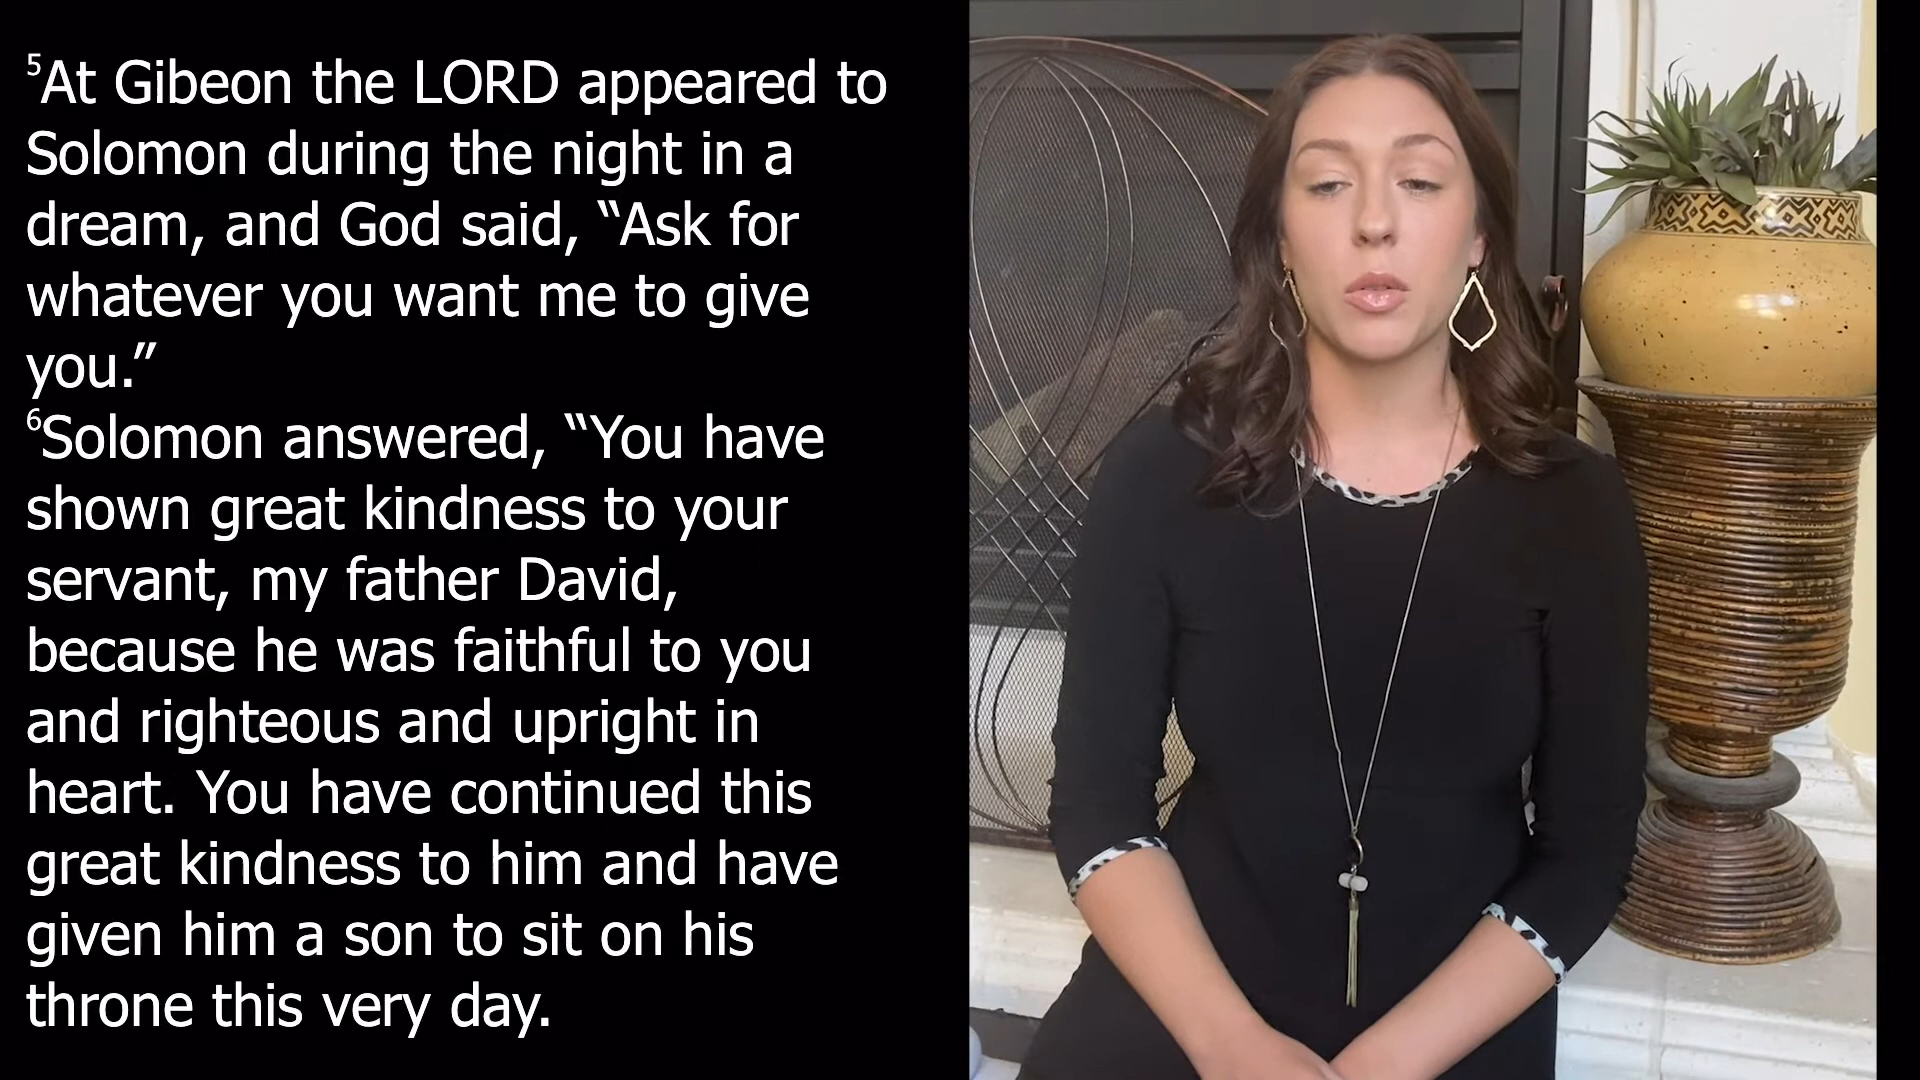 ⁵At Gibeon the LORD appeared to
Solomon during the night in a
dream, and God said, “Ask for
whatever you want me to give
you.”
⁶Solomon answered, “You have
shown great kindness to your
servant, my father David,
because he was faithful to you
and righteous and upright in
heart. You have continued this
great kindness to him and have
given him a son to sit on his
throne this very day.